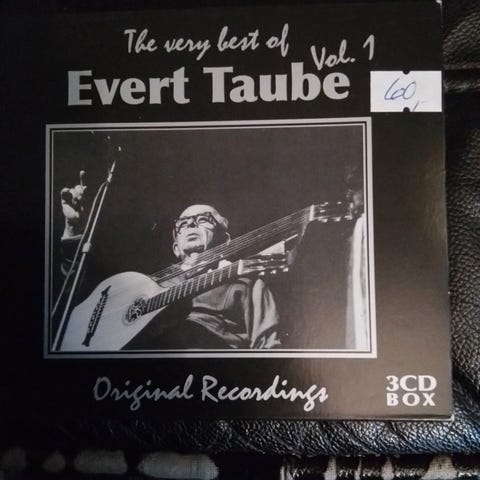 The very best of
Vol. 1
Evert Taube
60,-
Original Recordings
3CD
BOX